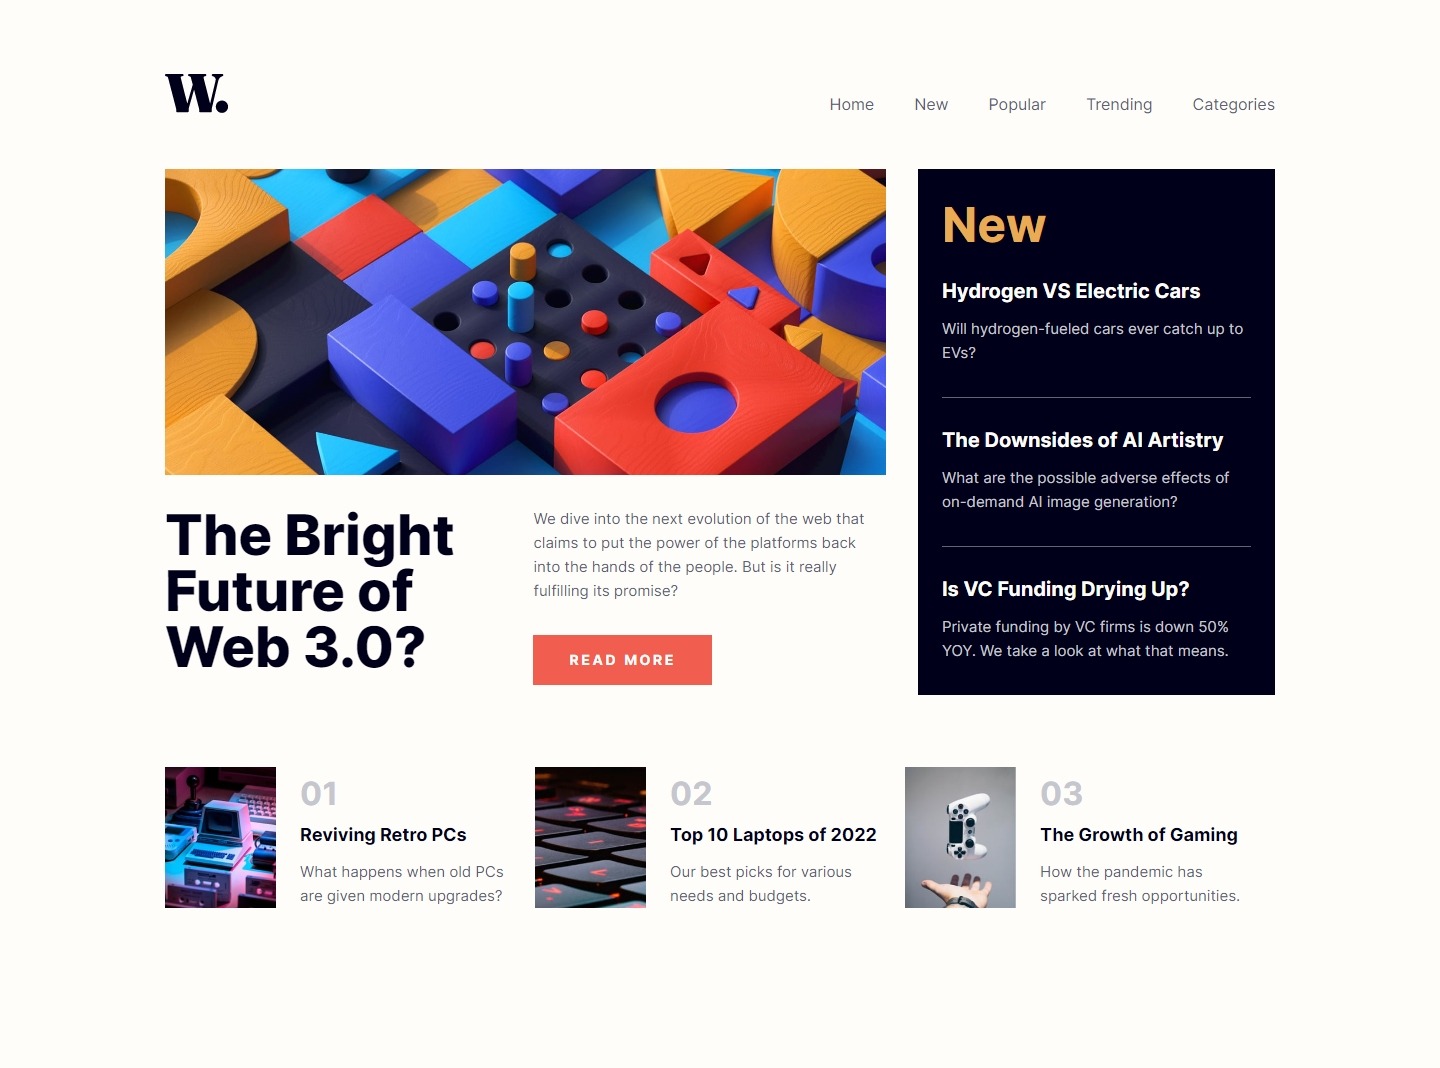 W.
Home New Popular Trending Categories
The Bright
Future of
Web 3.0?
We dive into the next evolution of the web that
claims to put the power of the platforms back
into the hands of the people. But is it really
fulfilling its promise?
READ MORE
New
Hydrogen VS Electric Cars
Will hydrogen-fueled cars ever catch up to
EVs?
The Downsides of AI Artistry
What are the possible adverse effects of
on-demand AI image generation?
Is VC Funding Drying Up?
Private funding by VC firms is down 50%
YOY. We take a look at what that means.
01
Reviving Retro PCs
What happens when old PCs
are given modern upgrades?
02
Top 10 Laptops of 2022
Our best picks for various
needs and budgets.
03
The Growth of Gaming
How the pandemic has
sparked fresh opportunities.